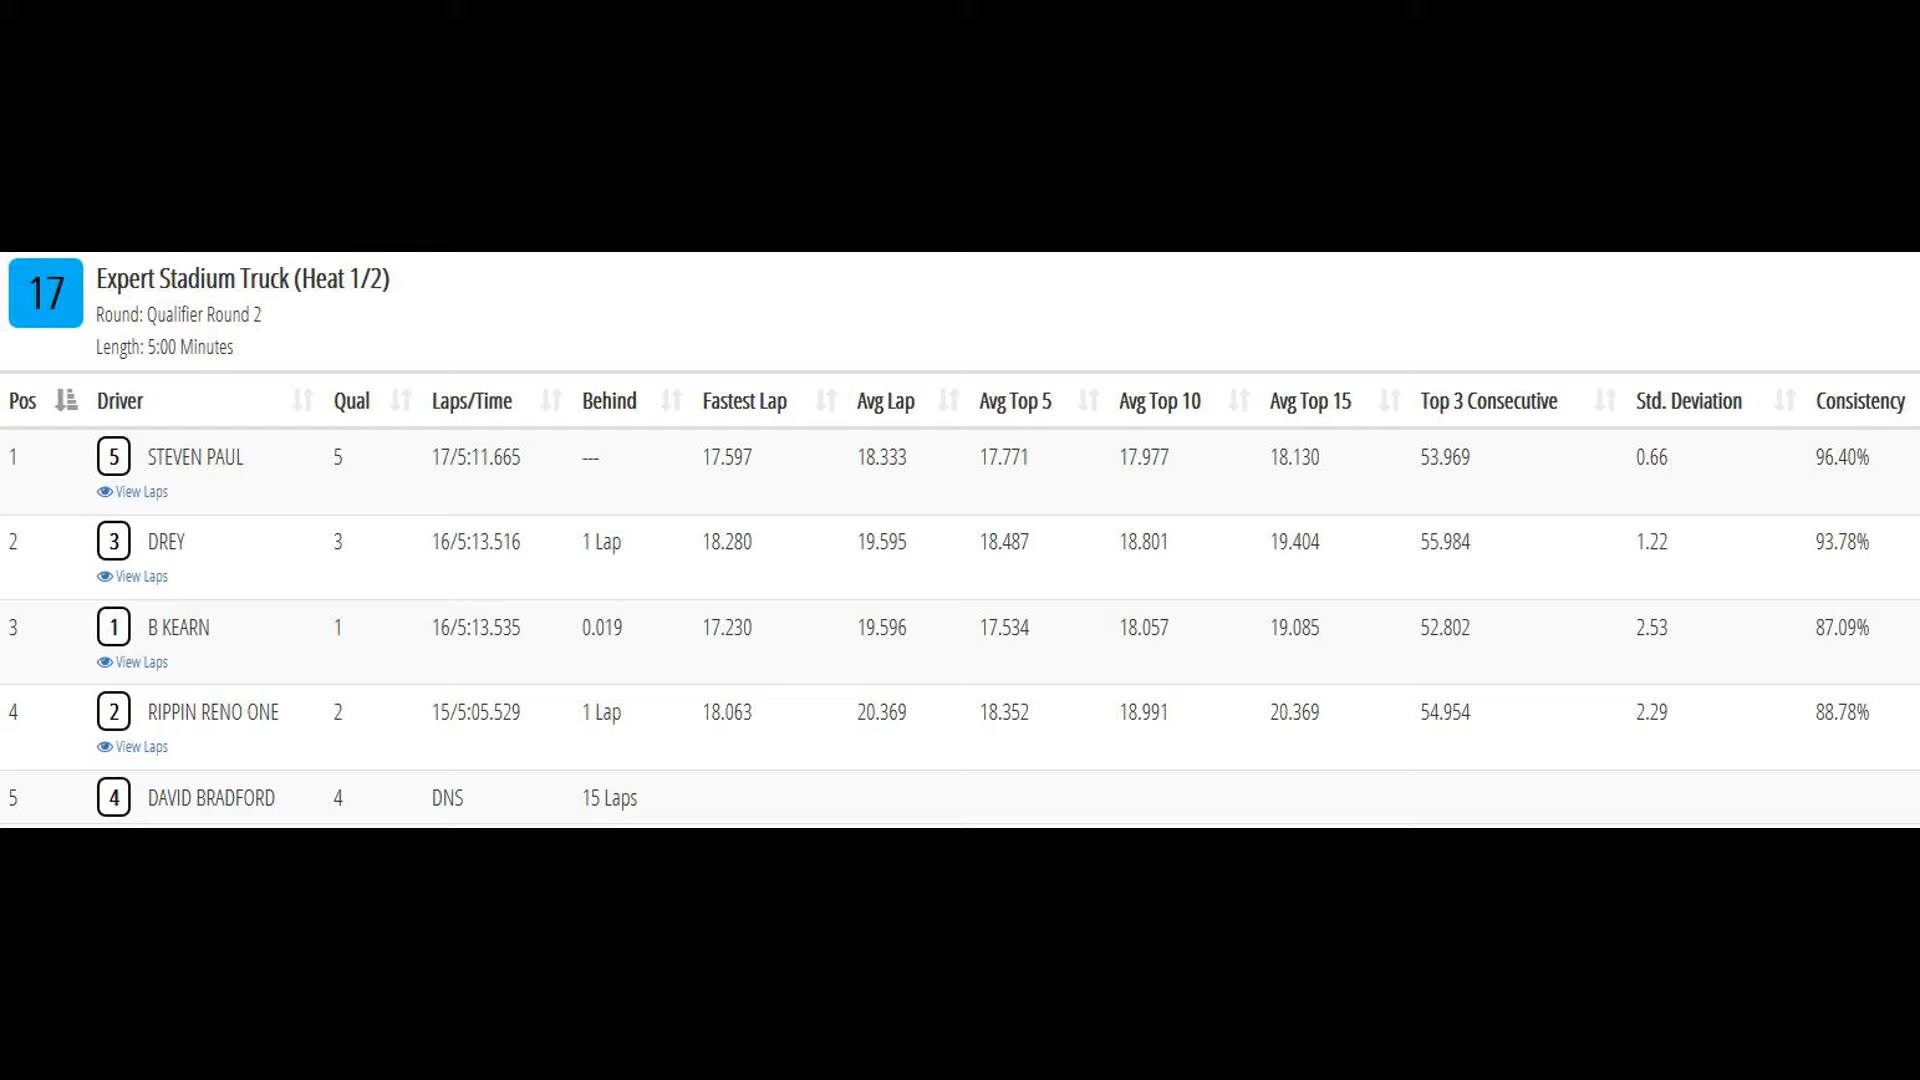 17
Expert Stadium Truck (Heat 1/2)
Round: Qualifier Round 2
Length: 5:00 Minutes
Pos Driver Qual Laps/Time Behind Fastest Lap Avg Lap Avg Top 5 Avg Top 10 Avg Top 15 Top 3 Consecutive Std. Deviation Consistency
1 5 STEVEN PAUL 5 17/5:11.665 --- 17.597 18.333 17.771 17.977 18.130 53.969 0.66 96.40%
View Laps
2 3 DREY 3 16/5:13.516 1 Lap 18.280 19.595 18.487 18.801 19.404 55.984 1.22 93.78%
View Laps
3 1 B KEARN 1 16/5:13.535 0.019 17.230 19.596 17.534 18.057 19.085 52.802 2.53 87.09%
View Laps
4 2 RIPPIN RENO ONE 2 15/5:05.529 1 Lap 18.063 20.369 18.352 18.991 20.369 54.954 2.29 88.78%
View Laps
5 4 DAVID BRADFORD 4 DNS 15 Laps